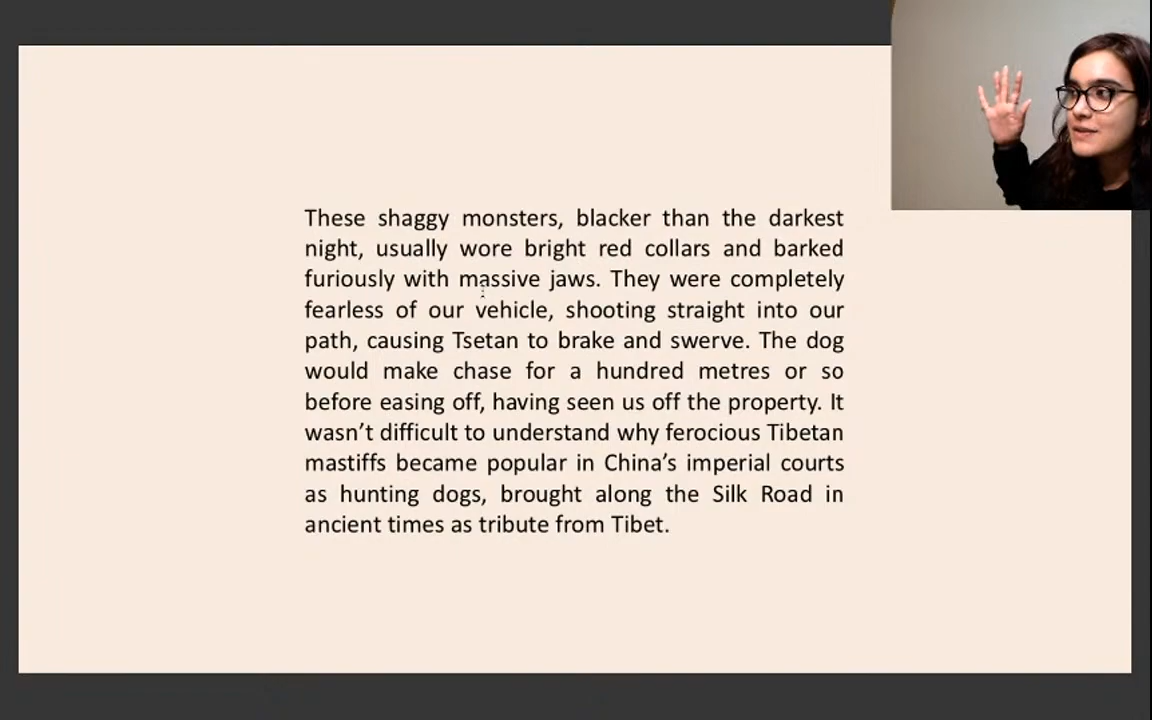 These shaggy monsters, blacker than the darkest
night, usually wore bright red collars and barked
furiously with massive jaws. They were completely
fearless of our vehicle, shooting straight into our
path, causing Tsetan to brake and swerve. The dog
would make chase for a hundred metres or so
before easing off, having seen us off the property. It
wasn’t difficult to understand why ferocious Tibetan
mastiffs became popular in China’s imperial courts
as hunting dogs, brought along the Silk Road in
ancient times as tribute from Tibet.